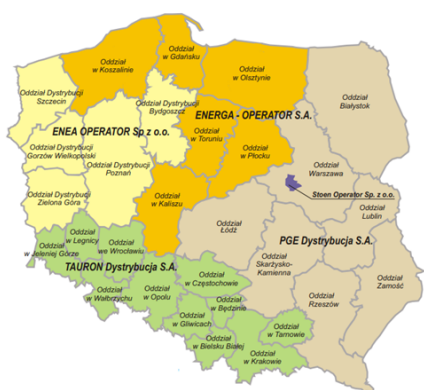 Oddział
w Koszalinie
Oddział
w Gdańsku
Oddział
w Olsztynie
Oddział Dystrybucji
Szczecin
Oddział Dystrybucji
Bydgoszcz
Oddział
Białystok
ENEA OPERATOR Sp z o.o.
ENERGA - OPERATOR S.A.
Oddział
w Toruniu
Oddział Dystrybucji
Gorzów Wielkopolski
Oddział
w Płocku
Oddział Dystrybucji
Poznań
Oddział
Warszawa
Oddział Dystrybucji
Zielona Góra
Oddział
w Kaliszu
Stoen Operator Sp. z o.o.
Oddział
Lublin
Oddział
Łódź
Oddział
w Legnicy
Oddział
w Jeleniej Górze
Oddział
we Wrocławiu
PGE Dystrybucja S.A.
Oddział
Skarżysko-
Kamienna
TAURON Dystrybucja S.A.
Oddział
w Częstochowie
Oddział
Zamość
Oddział
w Wałbrzychu
Oddział
w Opolu
Oddział
w Będzinie
Oddział
Rzeszów
Oddział
w Gliwicach
Oddział
w Tarnowie
Oddział
w Bielsku Białej
Oddział
w Krakowie